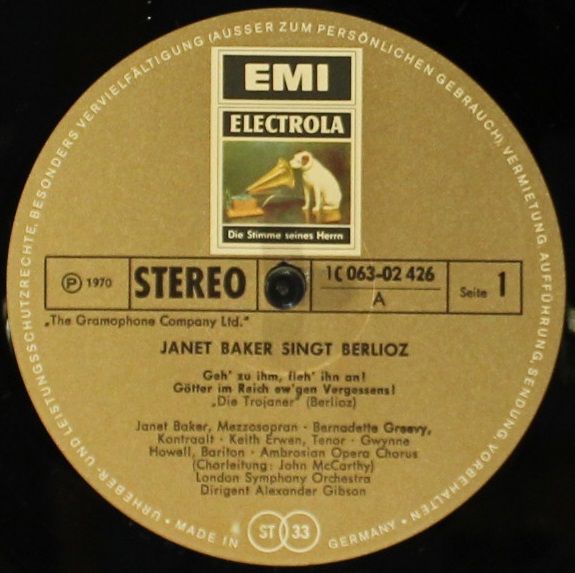 URHEBER- UND LEISTUNGSSCHUTZRECHTE, BESONDERS VERVIELFÄLTIGUNG (AUSSER ZUM PERSÖNLICHEN GEBRAUCH), VERMIETUNG, AUFFÜHRUNG, SENDUNG, VORBEHALTEN
EMI
ELECTROLA
Die Stimme seines Herrn
Ⓟ 1970
STEREO
1C 063-02 426
A
Seite 1
„The Gramophone Company Ltd."
JANET BAKER SINGT BERLIOZ
Geh' zu ihm, fleh' ihn an!
Götter im Reich ew'gen Vergessens!
„Die Trojaner" (Berlioz)
Janet Baker, Mezzosopran - Bernadette Greevy,
Kontraalt - Keith Erwen, Tenor - Gwynne
Howell, Bariton - Ambrosian Opera Chorus
(Chorleitung: John McCarthy)
London Symphony Orchestra
Dirigent Alexander Gibson
• MADE IN GERMANY •
ST 33